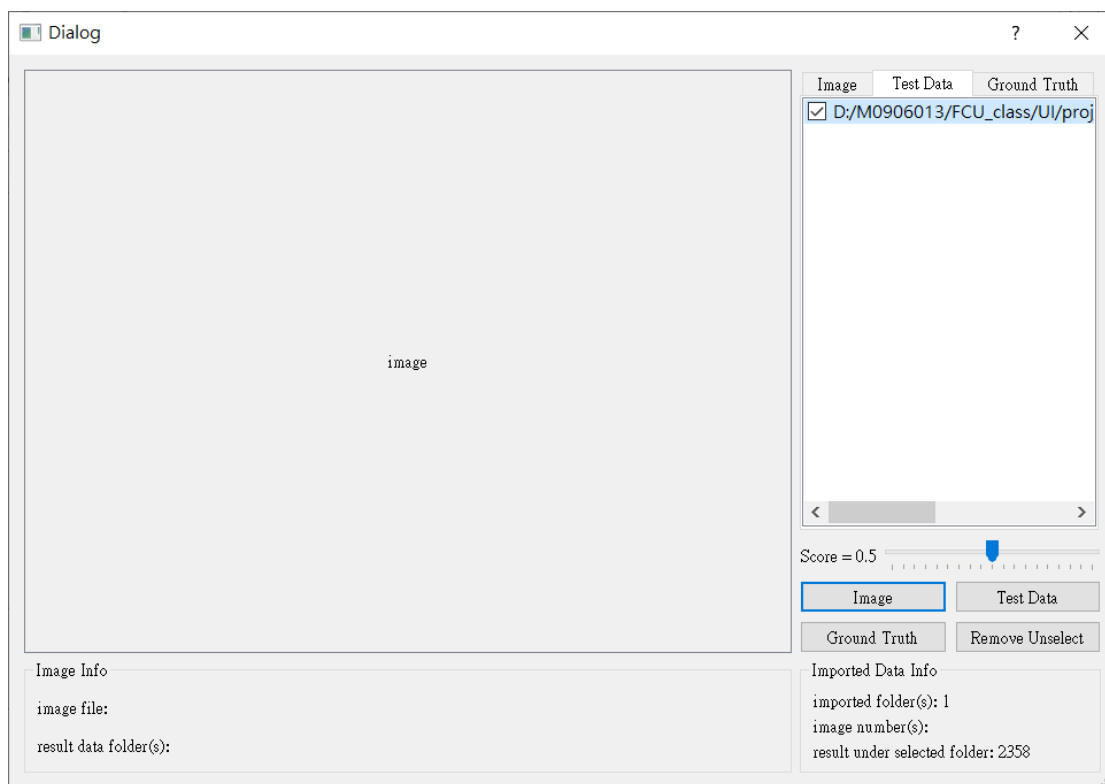 Dialog
?
Image
Test Data
Ground Truth
D:/M0906013/FCU_class/UI/proj
image
Score = 0.5
Image
Test Data
Ground Truth
Remove Unselect
Image Info
image file:
result data folder(s):
Imported Data Info
imported folder(s): 1
image number(s):
result under selected folder: 2358